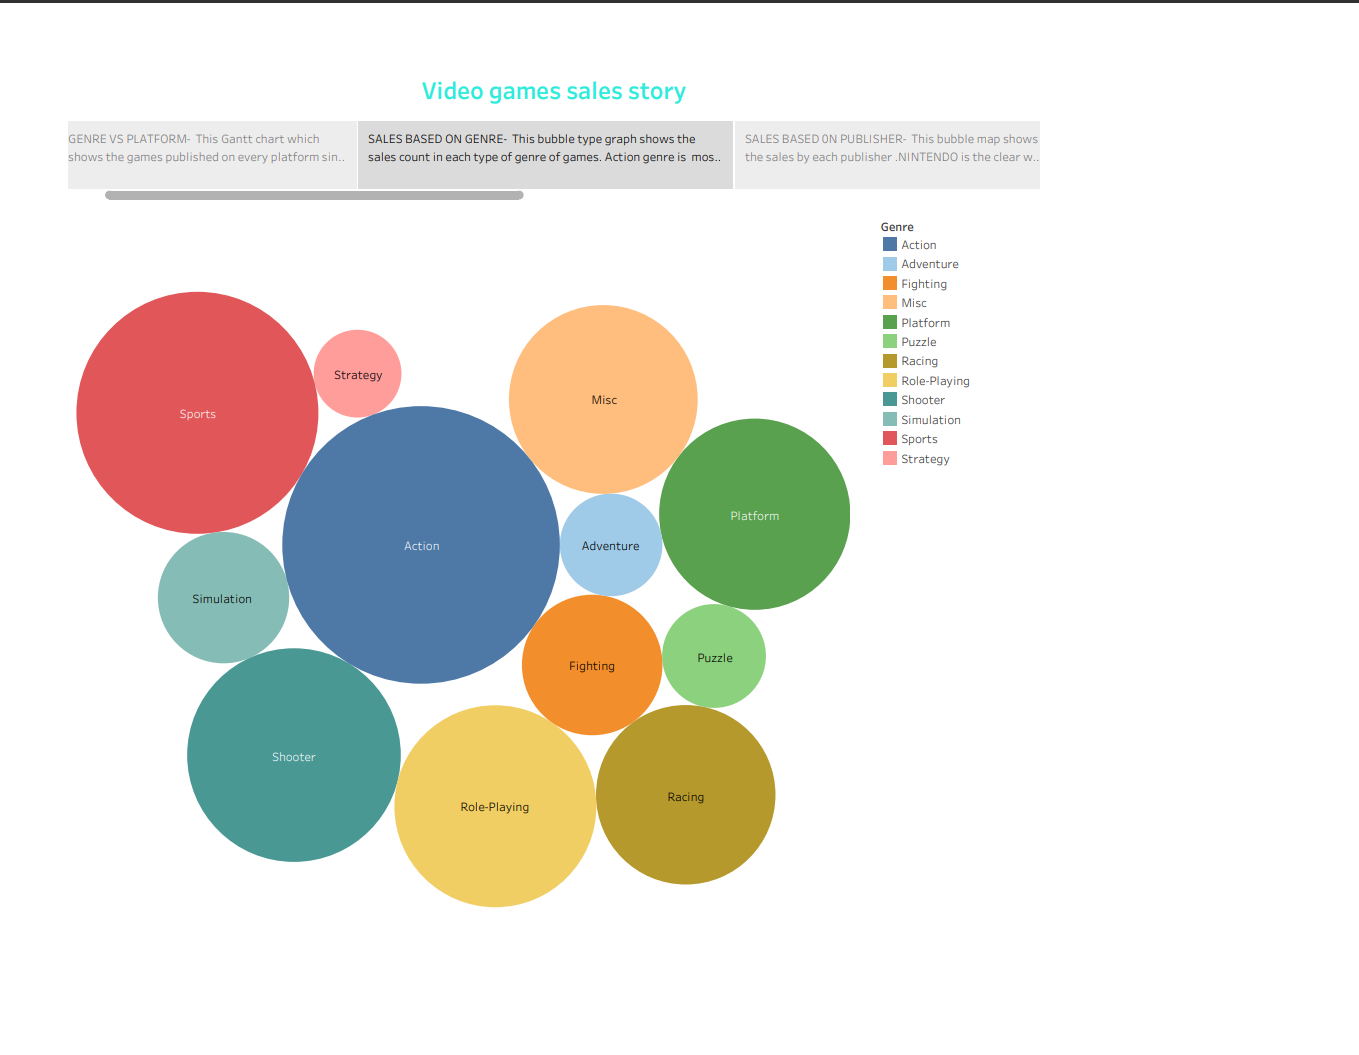 Video games sales story
GENRE VS PLATFORM- This Gantt chart which
shows the games published on every platform sin..
SALES BASED ON GENRE- This bubble type graph shows the
sales count in each type of genre of games. Action genre is mos..
SALES BASED 0N PUBLISHER- This bubble map shows
the sales by each publisher .NINTENDO is the clear w..
Genre
Action
Adventure
Fighting
Misc
Platform
Puzzle
Racing
Role-Playing
Shooter
Simulation
Sports
Strategy
Strategy
Misc
Sports
Platform
Action
Adventure
Simulation
Puzzle
Fighting
Shooter
Racing
Role-Playing